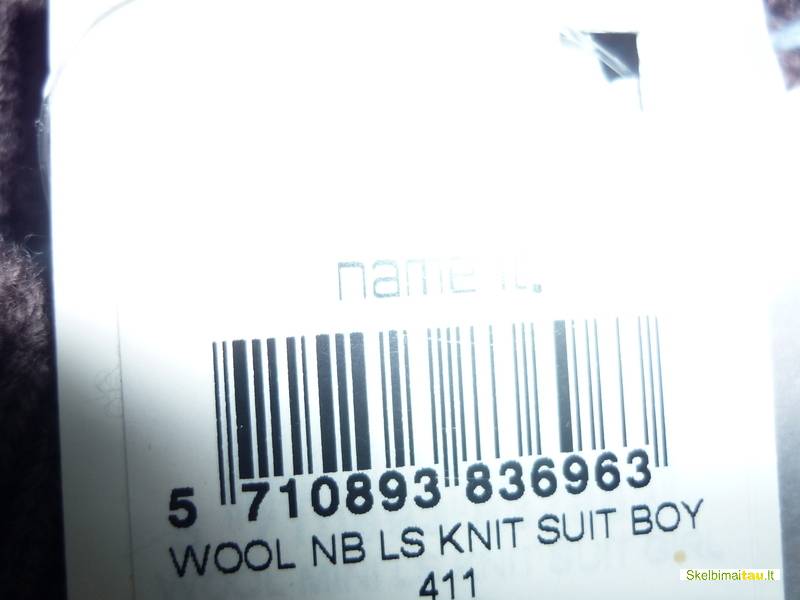 name it.
5 710893 836963
WOOL NB LS KNIT SUIT BOY
411
Skelbimaitau.lt